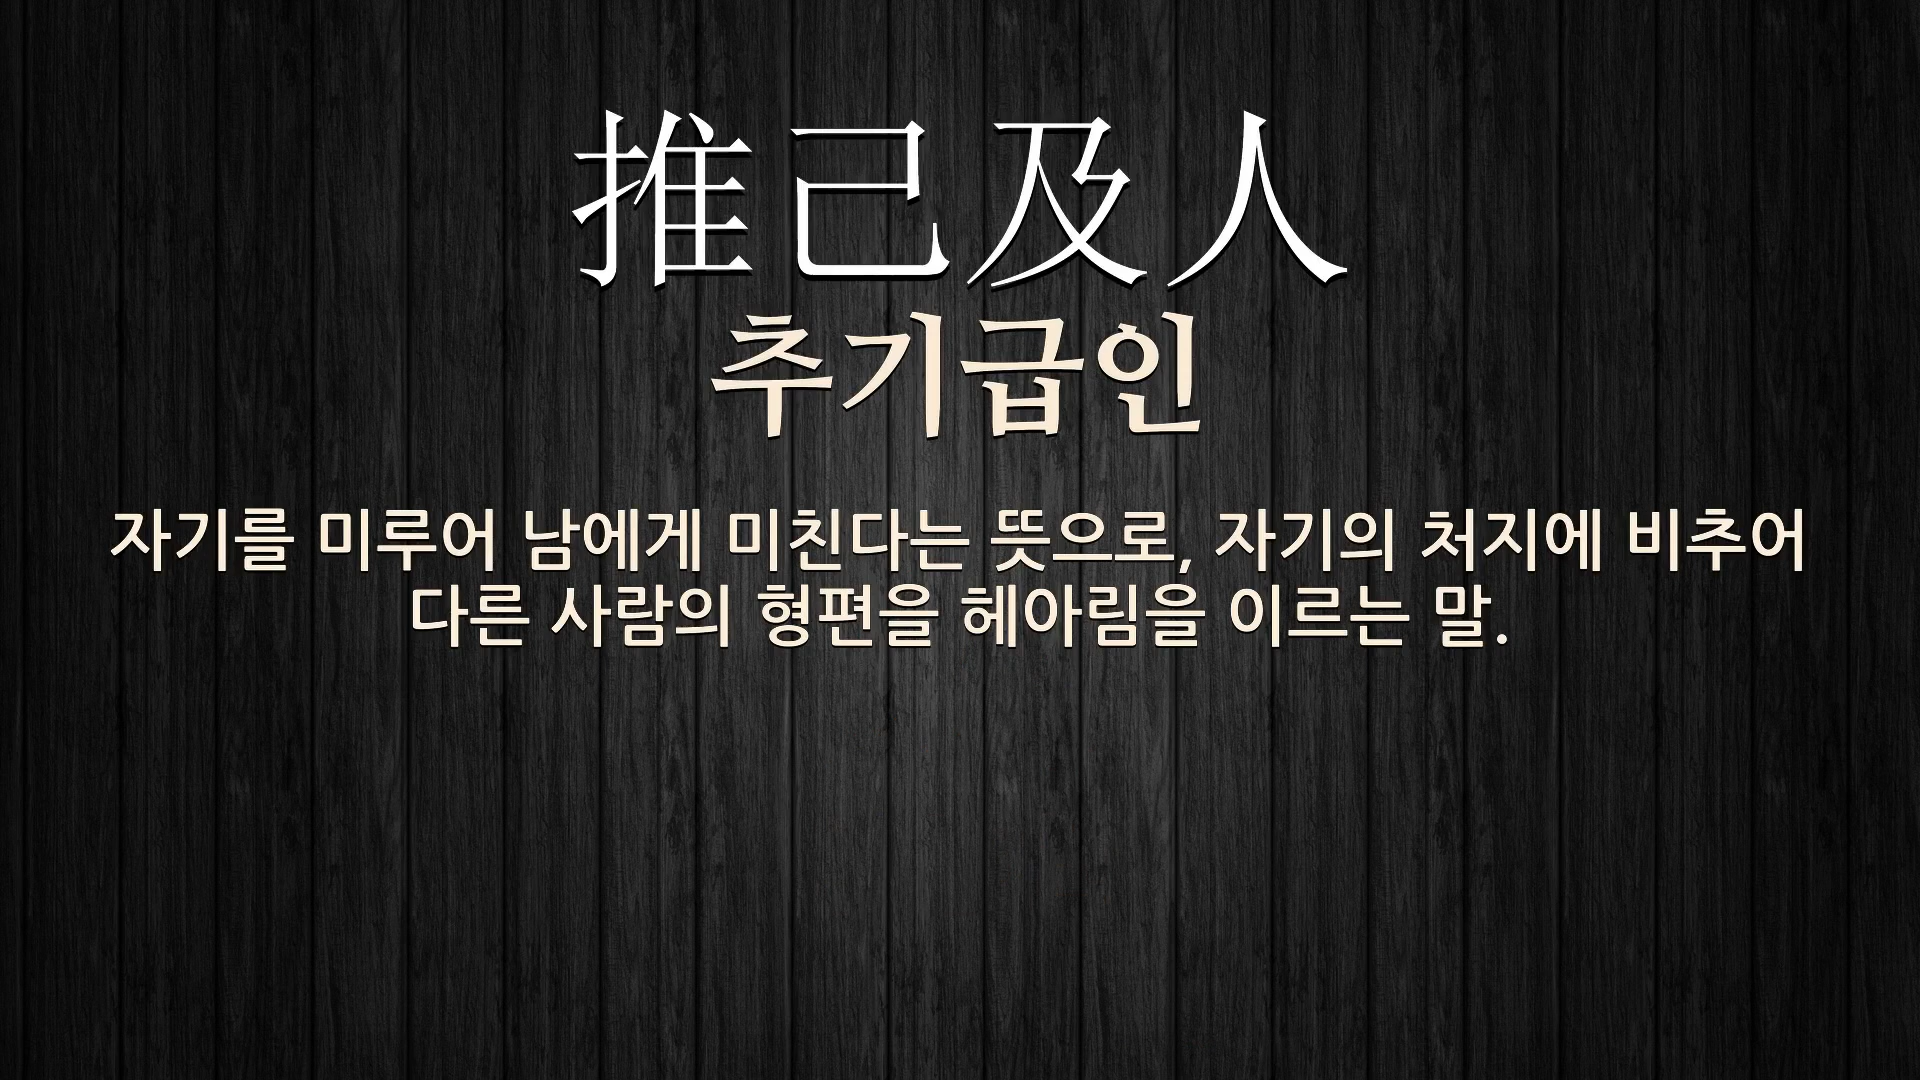 推己及人
추기급인
자기를 미루어 남에게 미친다는 뜻으로, 자기의 처지에 비추어
다른 사람의 형편을 헤아림을 이르는 말.